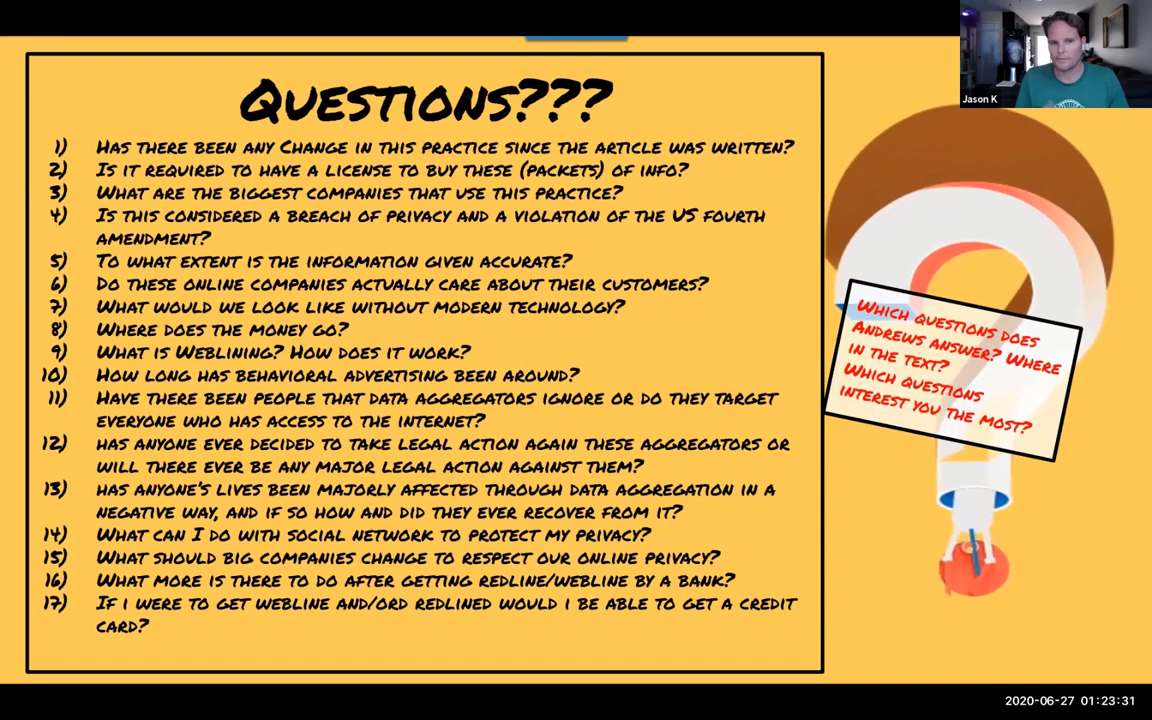 Questions???
1) Has there been any Change in this practice since the article was written?
2) Is it required to have a license to buy these (packets) of info?
3) What are the biggest companies that use this practice?
4) Is this considered a breach of privacy and a violation of the US fourth
amendment?
5) To what extent is the information given accurate?
6) Do these online companies actually care about their customers?
7) What would we look like without modern technology?
8) Where does the money go?
9) What is Weblining? How does it work?
10) How long has behavioral advertising been around?
11) Have there been people that data aggregators ignore or do they target
everyone who has access to the internet?
12) has anyone ever decided to take legal action again these aggregators or
will there ever be any major legal action against them?
13) has anyone's lives been majorly affected through data aggregation in a
negative way, and if so how and did they ever recover from it?
14) What can I do with social network to protect my privacy?
15) What should big companies change to respect our online privacy?
16) What more is there to do after getting redline/webline by a bank?
17) If i were to get webline and/ord redlined would i be able to get a credit
card?
Which questions does
Andrews answer? Where
in the text?
Which questions
interest you the most?
Jason K
2020-06-27 01:23:31